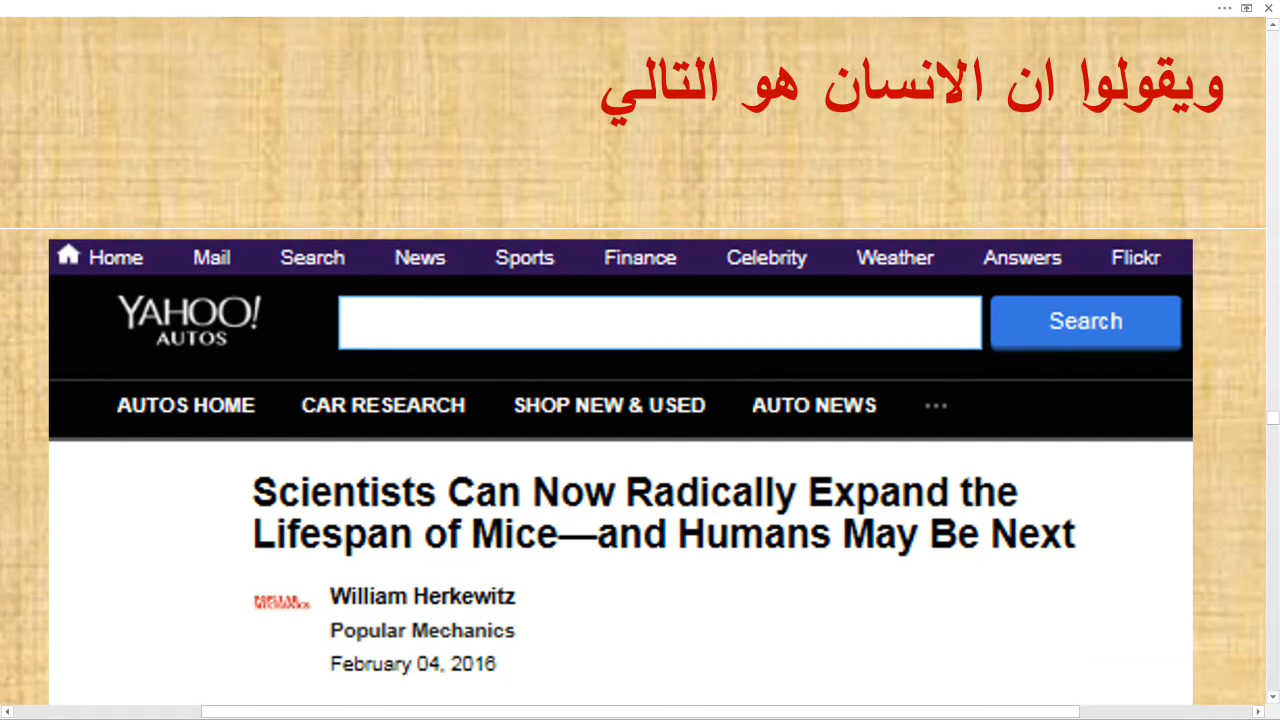 ويقولوا ان الانسان هو التالي
Home Mail Search News Sports Finance Celebrity Weather Answers Flickr
YAHOO!
AUTOS
Search
AUTOS HOME CAR RESEARCH SHOP NEW & USED AUTO NEWS ...
Scientists Can Now Radically Expand the
Lifespan of Mice—and Humans May Be Next
POPULAR
MECHANICS
William Herkewitz
Popular Mechanics
February 04, 2016